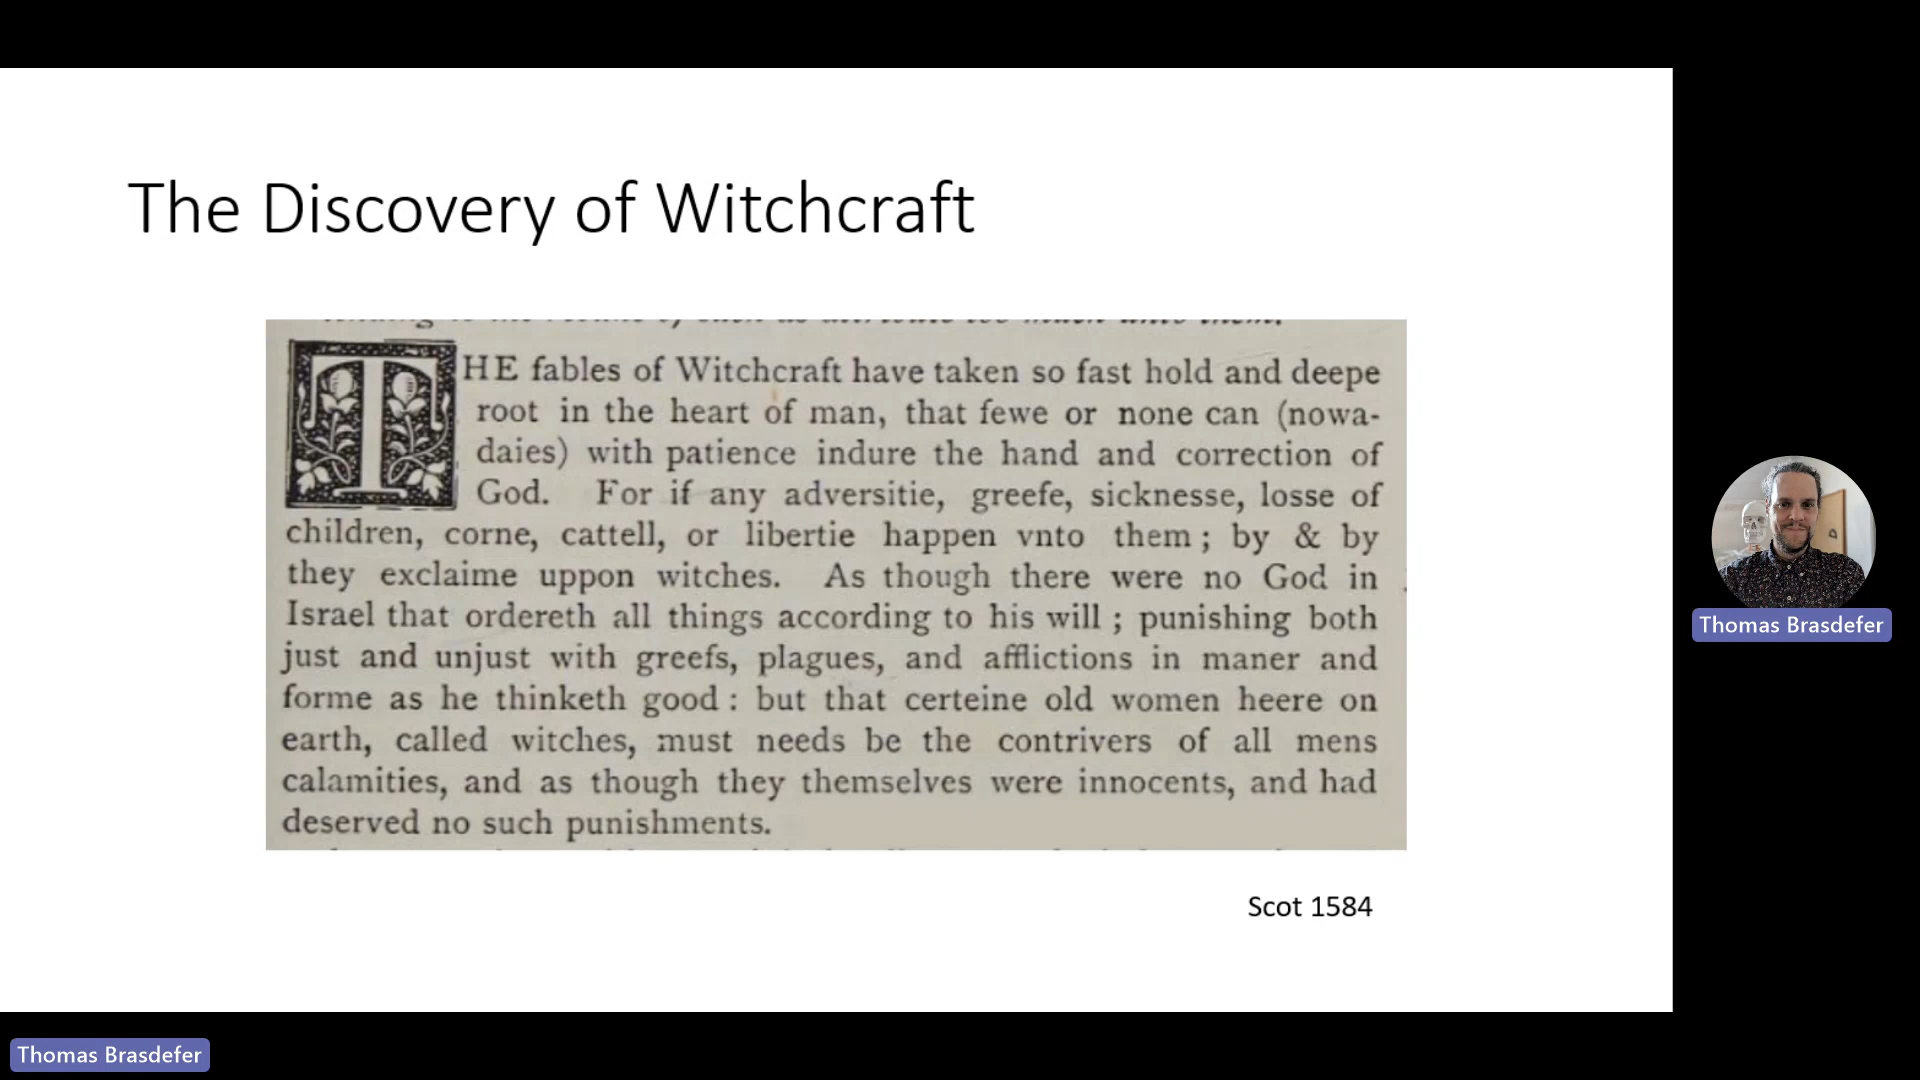 The Discovery of Witchcraft
THE fables of Witchcraft have taken so fast hold and deepe
root in the heart of man, that fewe or none can (nowa-
daies) with patience indure the hand and correction of
God. For if any adversitie, greefe, sicknesse, losse of
children, corne, cattell, or libertie happen vnto them; by & by
they exclaime uppon witches. As though there were no God in
Israel that ordereth all things according to his will; punishing both
just and unjust with greefs, plagues, and afflictions in maner and
forme as he thinketh good: but that certeine old women heere on
earth, called witches, must needs be the contrivers of all mens
calamities, and as though they themselves were innocents, and had
deserved no such punishments.
Scot 1584
Thomas Brasdefer
Thomas Brasdefer